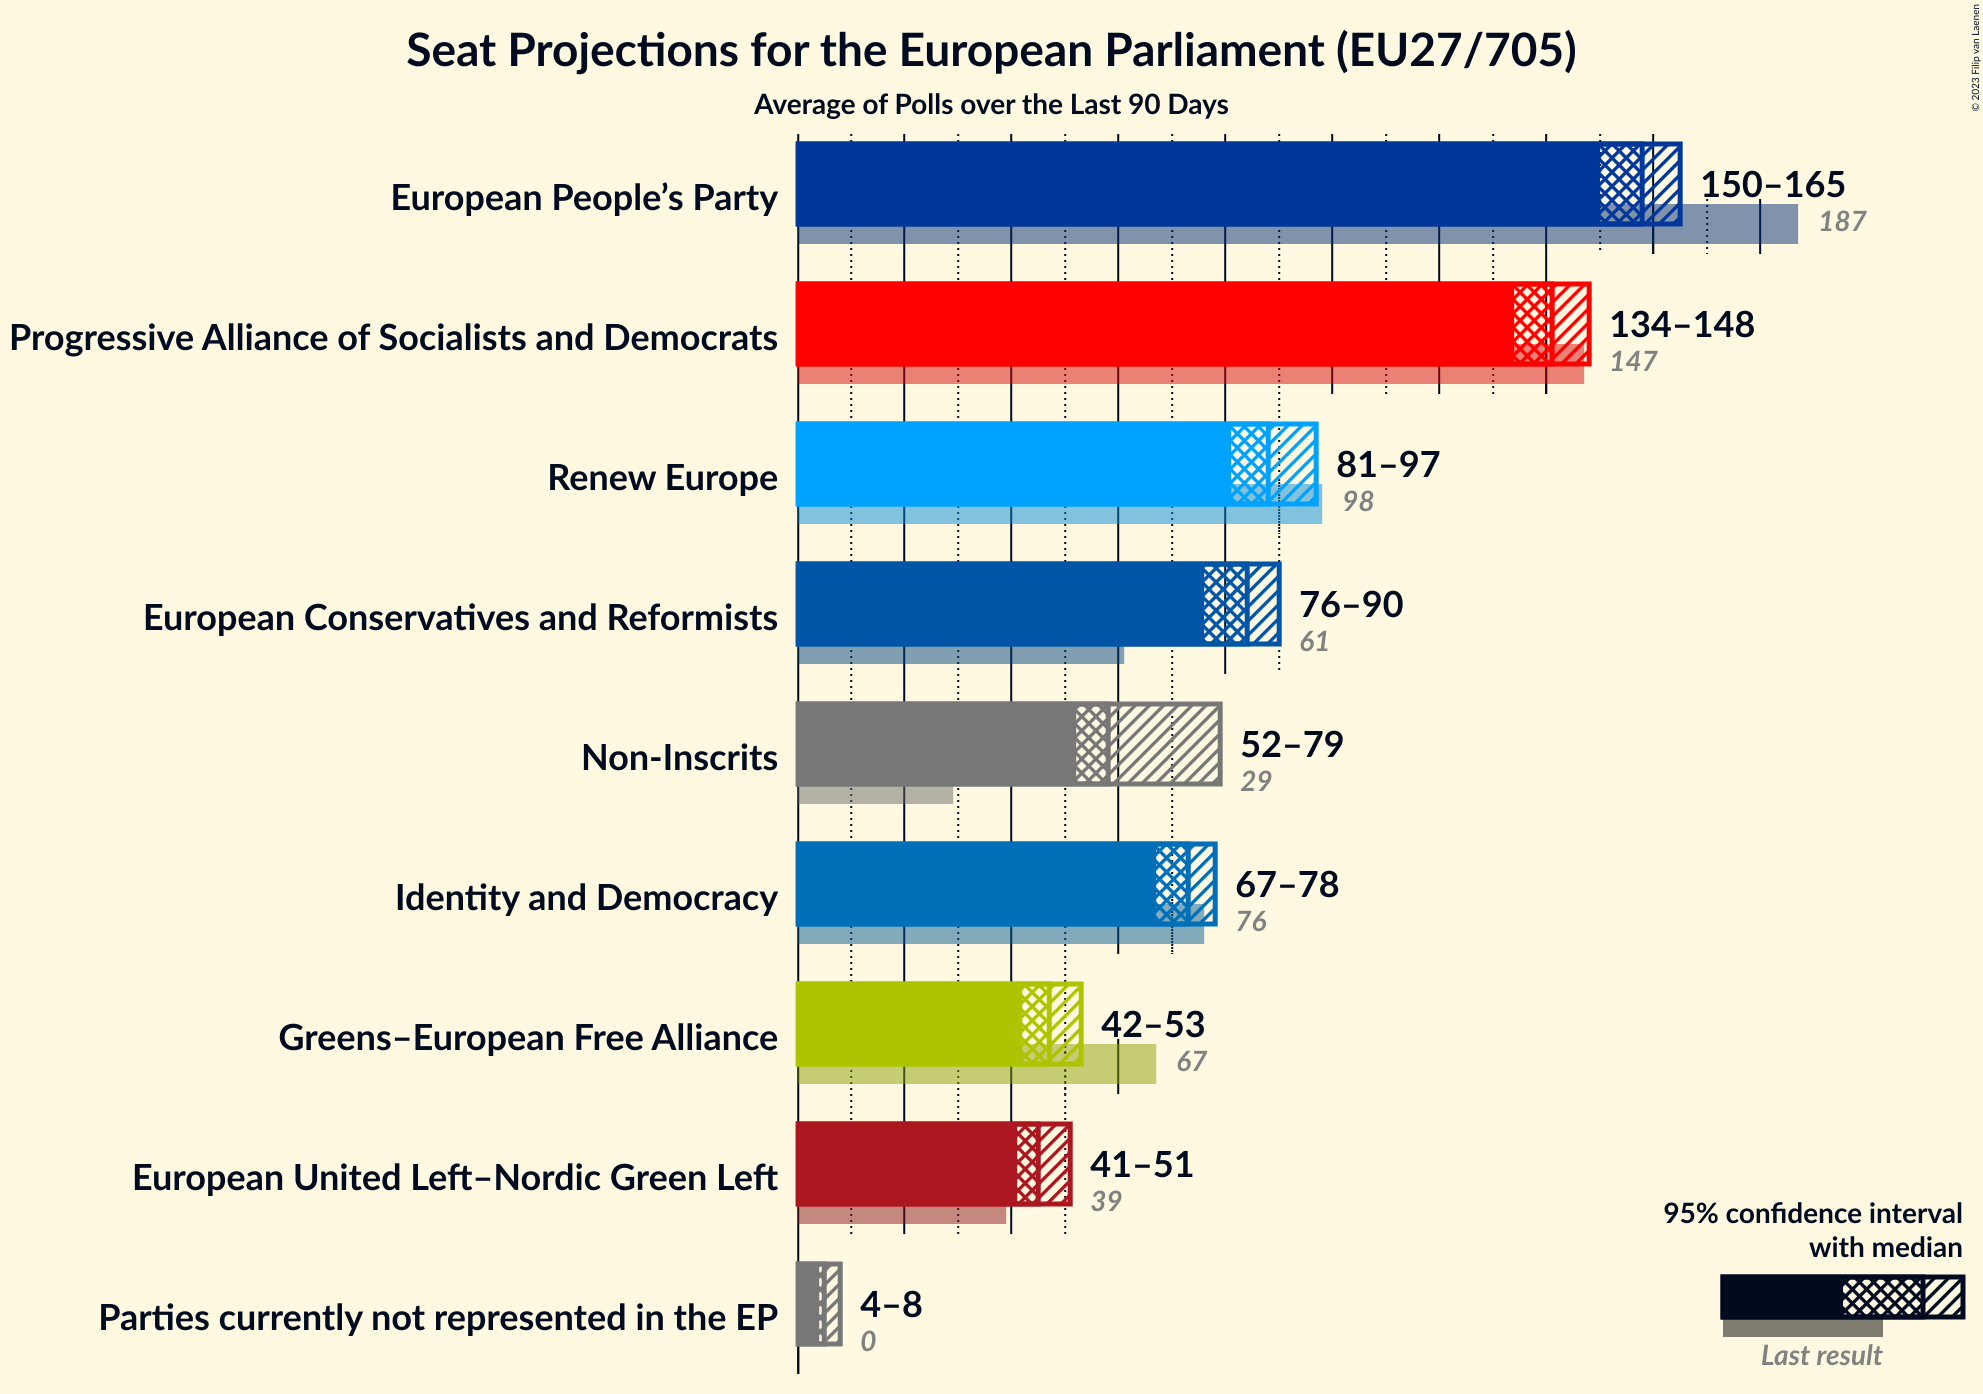 Seat Projections for the European Parliament (EU27/705)
Average of Polls over the Last 90 Days
© 2023 Filip van Laenen
European People’s Party
150–165
187
Progressive Alliance of Socialists and Democrats
134–148
147
Renew Europe
81–97
98
European Conservatives and Reformists
76–90
61
Non-Inscrits
52–79
29
Identity and Democracy
67–78
76
Greens–European Free Alliance
42–53
67
European United Left–Nordic Green Left
41–51
39
Parties currently not represented in the EP
4–8
0
95% confidence interval
with median
Last result